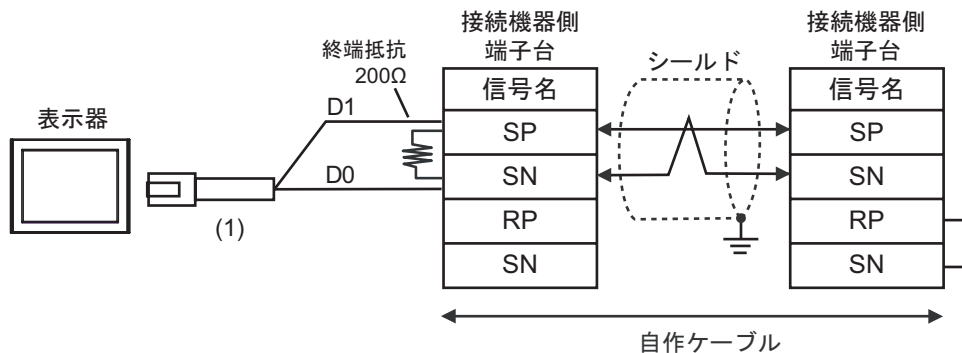 表示器
(1)
D1
D0
終端抵抗
200Ω
接続機器側
端子台
信号名
SP
SN
RP
SN
シールド
接続機器側
端子台
信号名
SP
SN
RP
SN
自作ケーブル